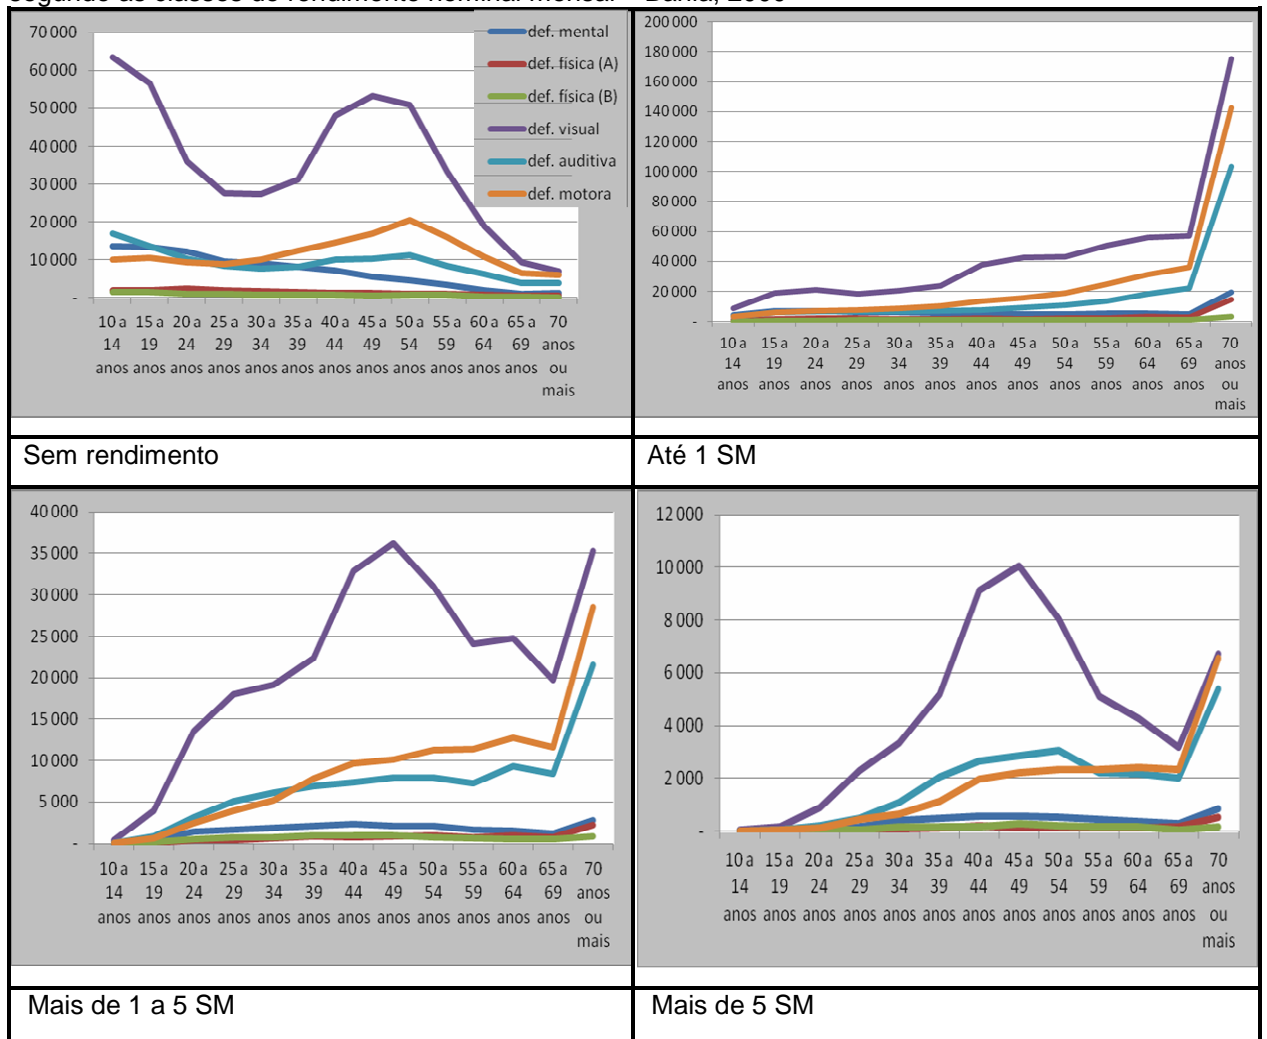 70 000
60 000
50 000
40 000
30 000
20 000
10 000
-
def. mental
def. física (A)
def. física (B)
def. visual
def. auditiva
def. motora
10 a 15 a 20 a 25 a 30 a 35 a 40 a 45 a 50 a 55 a 60 a 65 a 70
14 19 24 29 34 39 44 49 54 59 64 69 anos
anos anos anos anos anos anos anos anos anos anos anos anos ou
mais
200 000
180 000
160 000
140 000
120 000
100 000
80 000
60 000
40 000
20 000
-
10 a 15 a 20 a 25 a 30 a 35 a 40 a 45 a 50 a 55 a 60 a 65 a 70
14 19 24 29 34 39 44 49 54 59 64 69 anos
anos anos anos anos anos anos anos anos anos anos anos anos ou
mais
Sem rendimento
Até 1 SM
40 000
35 000
30 000
25 000
20 000
15 000
10 000
5 000
-
10 a 15 a 20 a 25 a 30 a 35 a 40 a 45 a 50 a 55 a 60 a 65 a 70
14 19 24 29 34 39 44 49 54 59 64 69 anos
anos anos anos anos anos anos anos anos anos anos anos anos ou
mais
12 000
10 000
8 000
6 000
4 000
2 000
-
10 a 15 a 20 a 25 a 30 a 35 a 40 a 45 a 50 a 55 a 60 a 65 a 70
14 19 24 29 34 39 44 49 54 59 64 69 anos
anos anos anos anos anos anos anos anos anos anos anos anos ou
mais
Mais de 1 a 5 SM
Mais de 5 SM